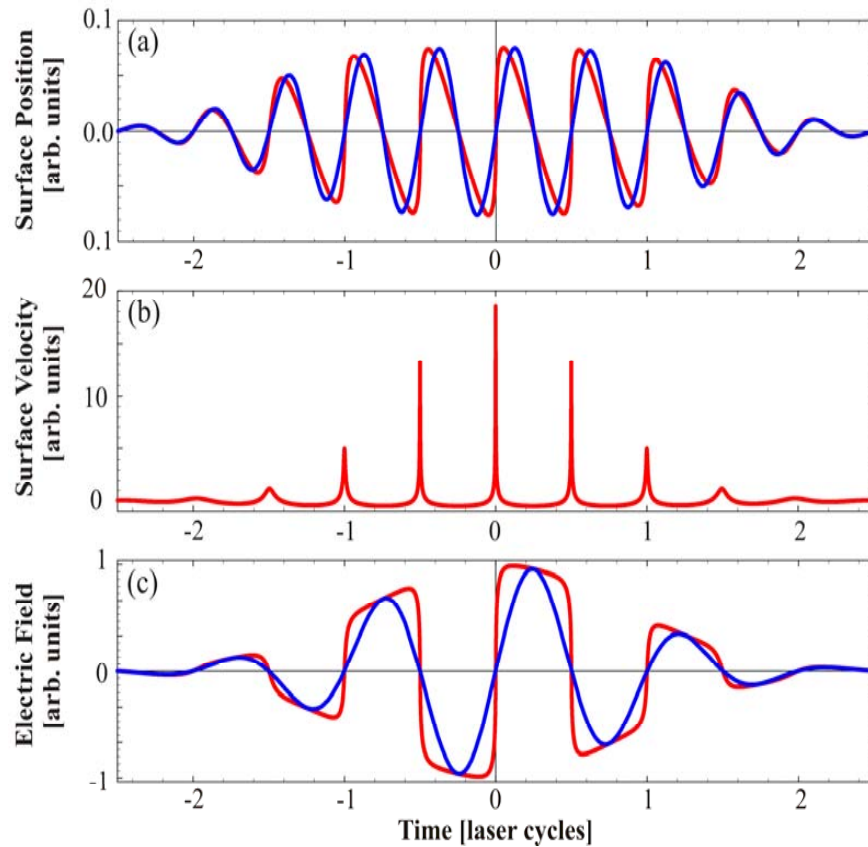 (a)
Surface Position
[arb. units]
0.1
0.0
0.1
-2 -1 0 1 2
(b)
Surface Velocity
[arb. units]
20
10
0
-2 -1 0 1 2
(c)
Electric Field
[arb. units]
1
0
-1
-2 -1 0 1 2
Time [laser cycles]